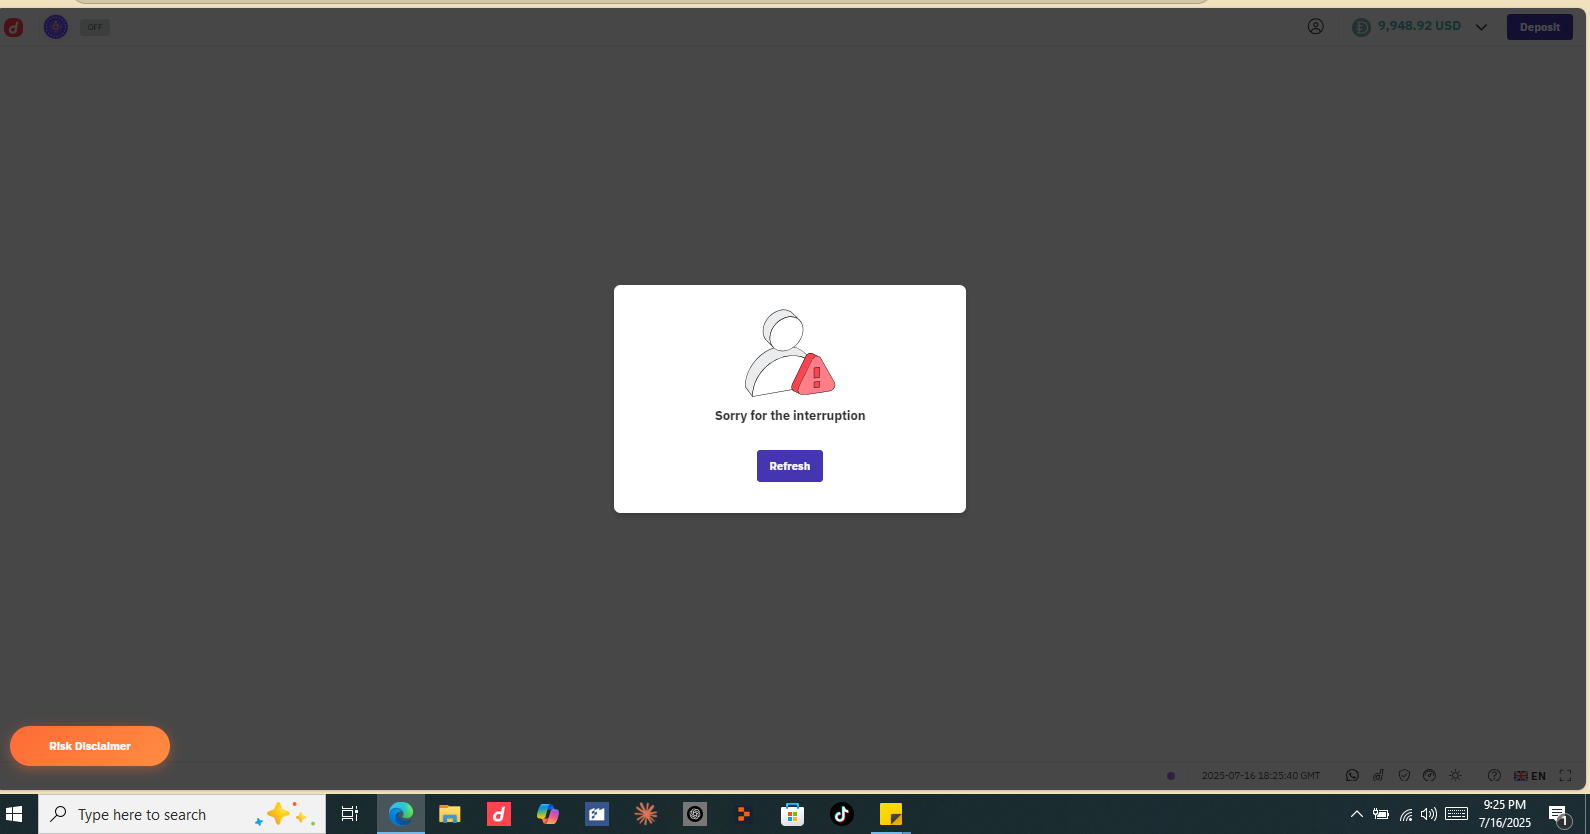 OFF
9,948.92 USD
Deposit
Sorry for the interruption
Refresh
Risk Disclaimer
2025-07-16 18:25:40 GMT
EN
Type here to search
9:25 PM
7/16/2025
1